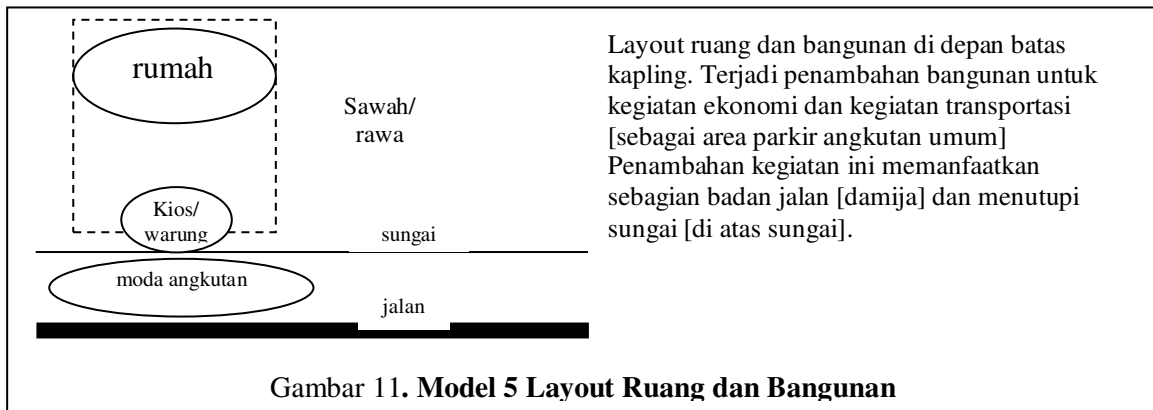 rumah
Sawah/
rawa
Kios/
warung
sungai
moda angkutan
jalan
Layout ruang dan bangunan di depan batas
kapling. Terjadi penambahan bangunan untuk
kegiatan ekonomi dan kegiatan transportasi
[sebagai area parkir angkutan umum]
Penambahan kegiatan ini memanfaatkan
sebagian badan jalan [damija] dan menutupi
sungai [di atas sungai].
Gambar 11. Model 5 Layout Ruang dan Bangunan